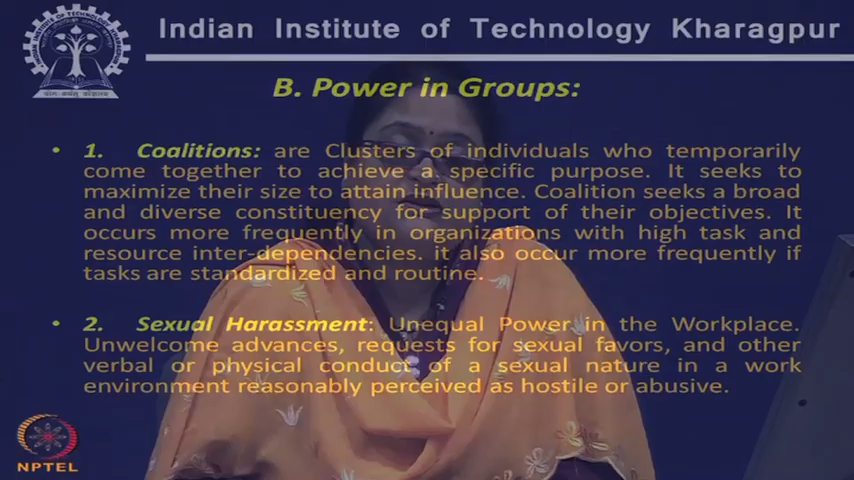 Indian Institute of Technology Kharagpur
B. Power in Groups:
• 1. Coalitions: are Clusters of individuals who temporarily
come together to achieve a specific purpose. It seeks to
maximize their size to attain influence. Coalition seeks a broad
and diverse constituency for support of their objectives. It
occurs more frequently in organizations with high task and
resource inter-dependencies. it also occur more frequently if
tasks are standardized and routine.
• 2. Sexual Harassment: Unequal Power in the Workplace.
Unwelcome advances, requests for sexual favors, and other
verbal or physical conduct of a sexual nature in a work
environment reasonably perceived as hostile or abusive.
NPTEL